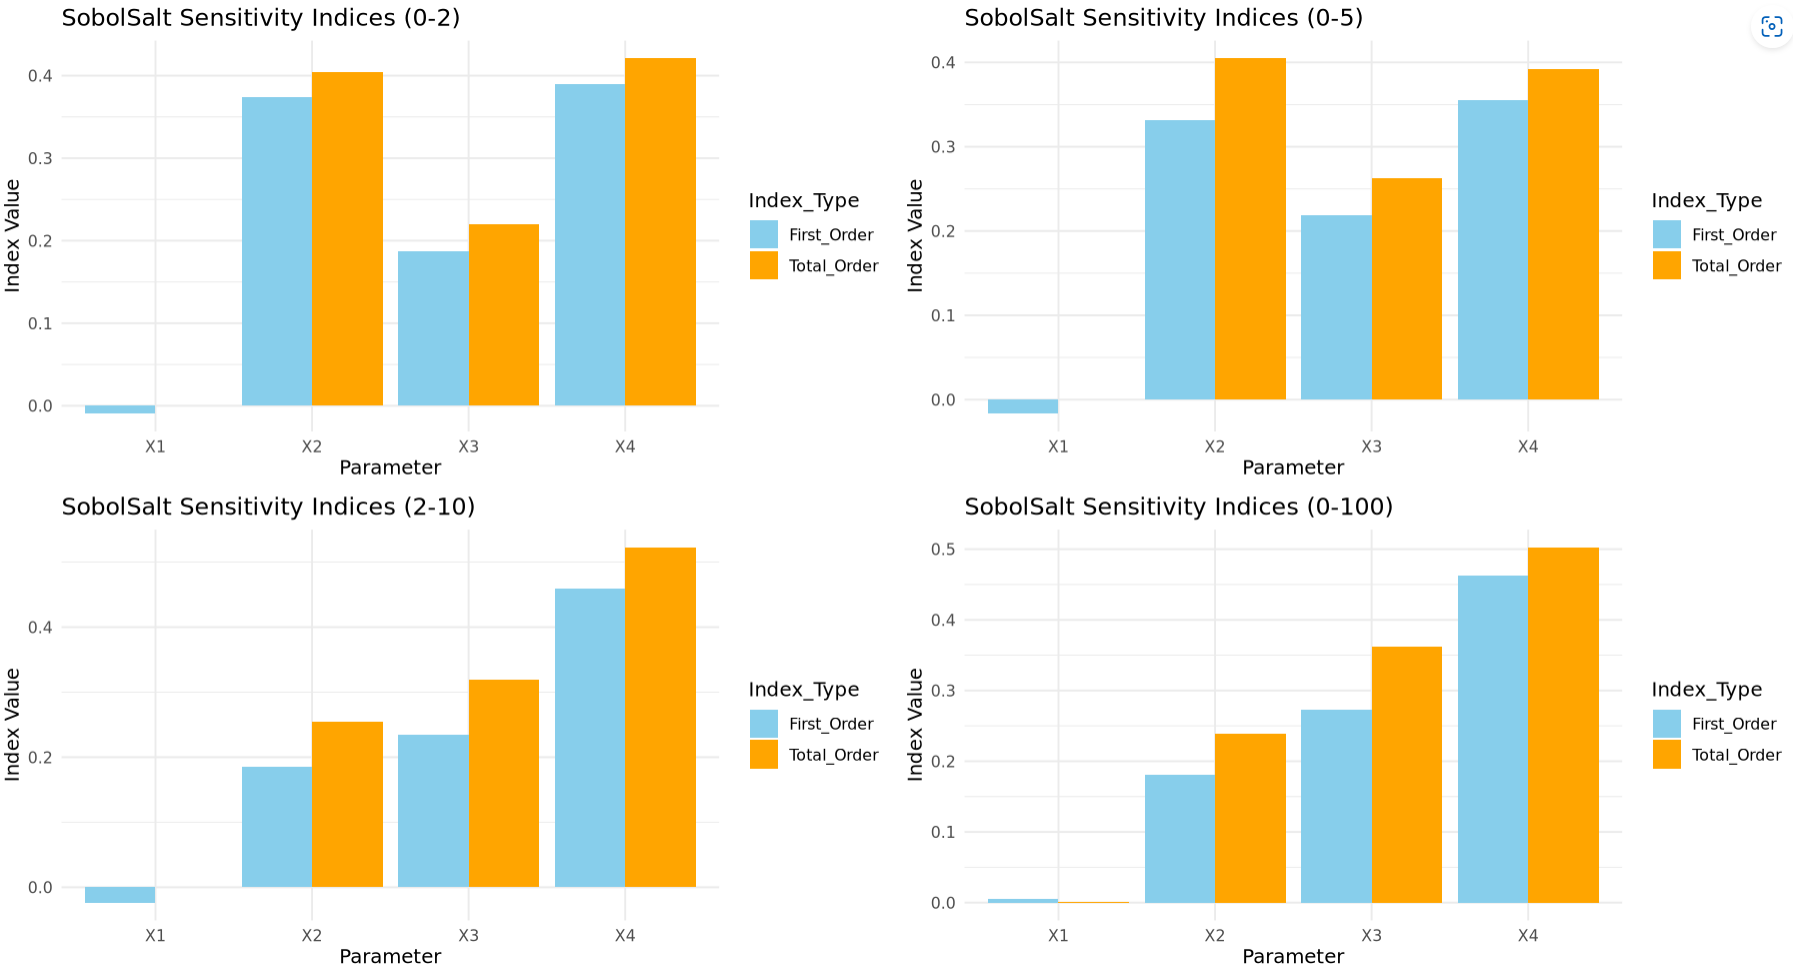 SobolSalt Sensitivity Indices (0-2)
0.4
0.3
0.2
0.1
0.0
Index Value
X1 X2 X3 X4
Parameter
Index_Type
First_Order
Total_Order
SobolSalt Sensitivity Indices (0-5)
0.4
0.3
0.2
0.1
0.0
Index Value
X1 X2 X3 X4
Parameter
Index_Type
First_Order
Total_Order
SobolSalt Sensitivity Indices (2-10)
0.4
0.2
0.0
Index Value
X1 X2 X3 X4
Parameter
Index_Type
First_Order
Total_Order
SobolSalt Sensitivity Indices (0-100)
0.5
0.4
0.3
0.2
0.1
0.0
Index Value
X1 X2 X3 X4
Parameter
Index_Type
First_Order
Total_Order